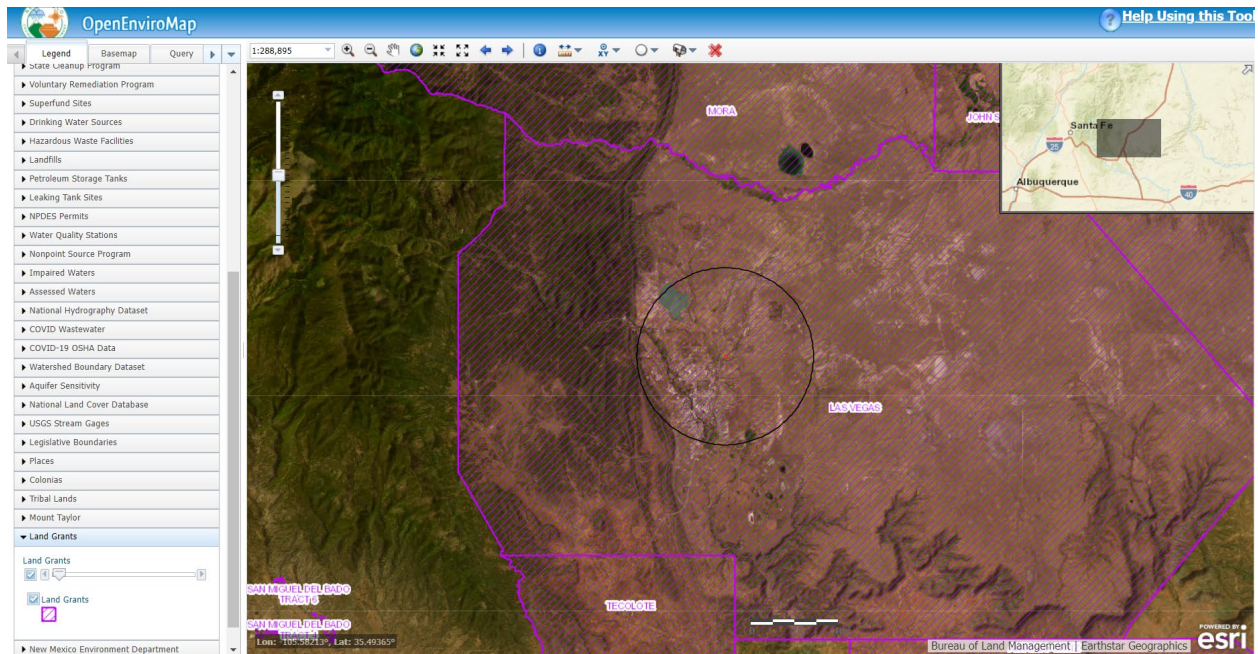 OpenEnviroMap
Help Using this Tool
Legend
Basemap
Query
1:288,895
State Cleanup Program
Voluntary Remediation Program
Superfund Sites
Drinking Water Sources
Hazardous Waste Facilities
Landfills
Petroleum Storage Tanks
Leaking Tank Sites
NPDES Permits
Water Quality Stations
Nonpoint Source Program
Impaired Waters
Assessed Waters
National Hydrography Dataset
COVID Wastewater
COVID-19 OSHA Data
Watershed Boundary Dataset
Aquifer Sensitivity
National Land Cover Database
USGS Stream Gages
Legislative Boundaries
Places
Colonias
Tribal Lands
Mount Taylor
Land Grants
Land Grants
Land Grants
New Mexico Environment Department
MORA
JOHN S
LAS VEGAS
TECOLOTE
SAN MIGUEL DEL BADO
TRACT 6
SAN MIGUEL DEL BADO
Lon: -105.58213°, Lat: 35.49365°
Santa Fe
25
Albuquerque
40
Bureau of Land Management | Earthstar Geographics
POWERED BY
esri